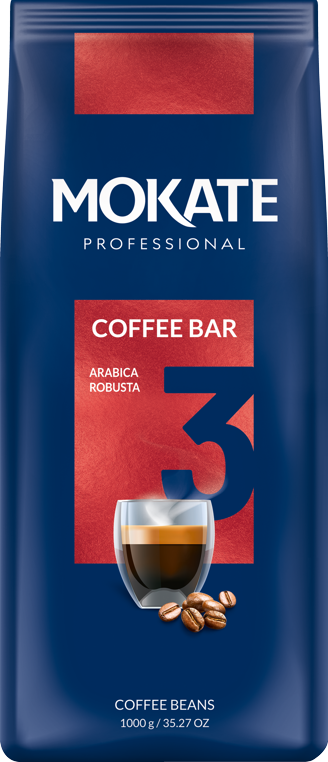 MOKATE
PROFESSIONAL
COFFEE BAR
ARABICA
ROBUSTA
3
COFFEE BEANS
1000 g / 35.27 OZ